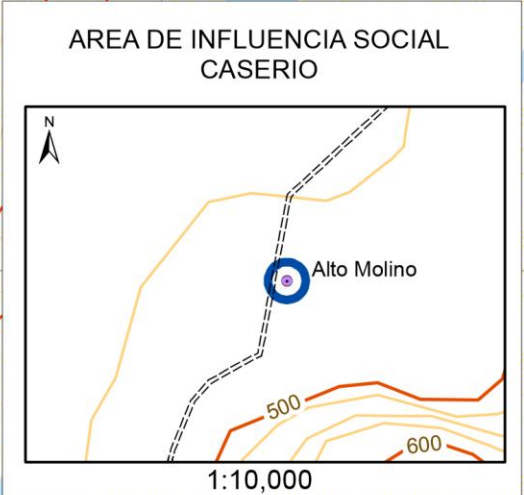 AREA DE INFLUENCIA SOCIAL
CASERIO
N
Alto Molino
500
600
1:10,000